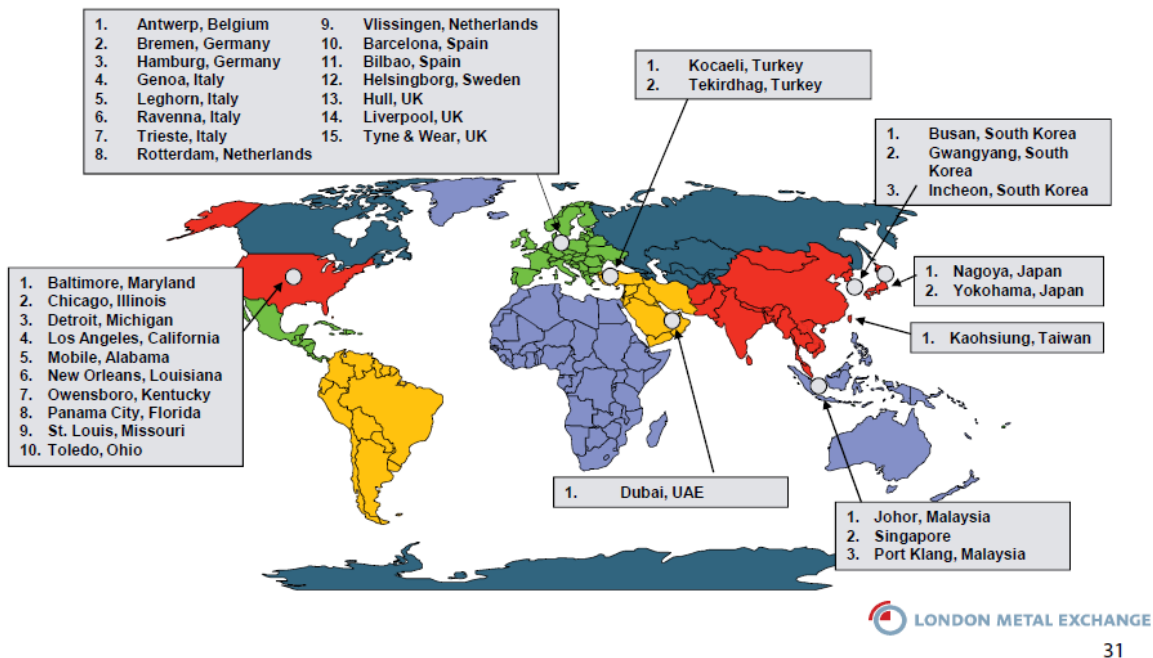 1. Antwerp, Belgium
2. Bremen, Germany
3. Hamburg, Germany
4. Genoa, Italy
5. Leghorn, Italy
6. Ravenna, Italy
7. Trieste, Italy
8. Rotterdam, Netherlands
9. Vlissingen, Netherlands
10. Barcelona, Spain
11. Bilbao, Spain
12. Helsingborg, Sweden
13. Hull, UK
14. Liverpool, UK
15. Tyne & Wear, UK
1. Kocaeli, Turkey
2. Tekirdhag, Turkey
1. Busan, South Korea
2. Gwangyang, South
Korea
3. Incheon, South Korea
1. Baltimore, Maryland
2. Chicago, Illinois
3. Detroit, Michigan
4. Los Angeles, California
5. Mobile, Alabama
6. New Orleans, Louisiana
7. Owensboro, Kentucky
8. Panama City, Florida
9. St. Louis, Missouri
10. Toledo, Ohio
1. Nagoya, Japan
2. Yokohama, Japan
1. Kaohsiung, Taiwan
1. Dubai, UAE
1. Johor, Malaysia
2. Singapore
3. Port Klang, Malaysia
LONDON METAL EXCHANGE
31